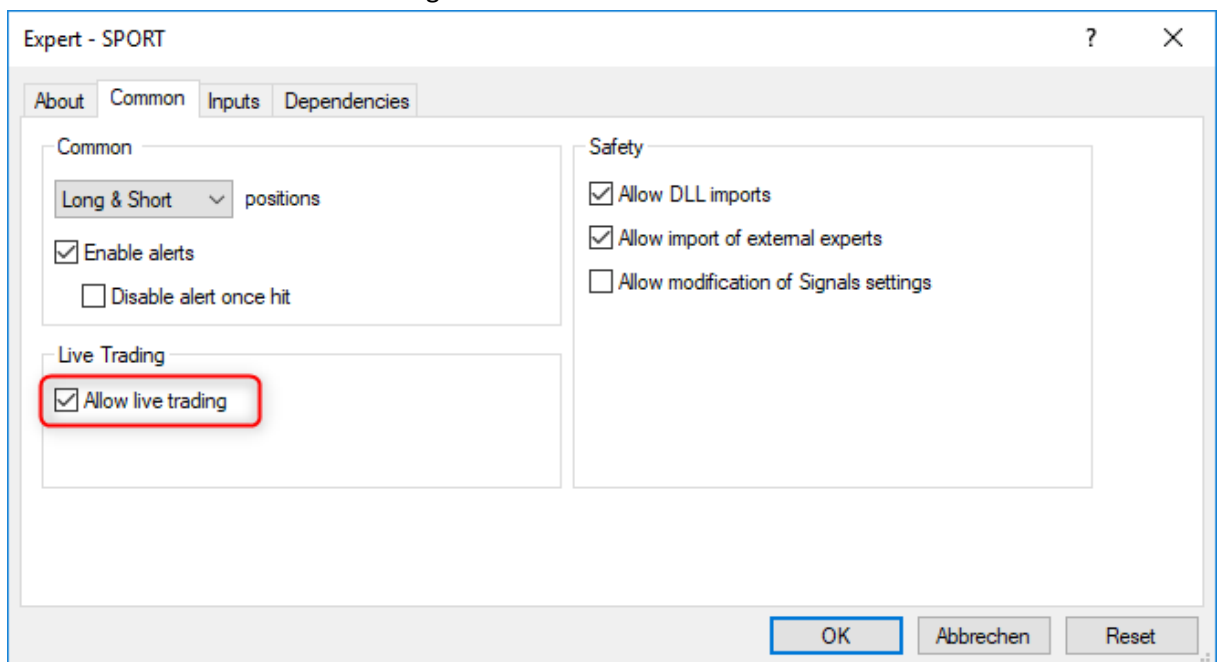 Expert - SPORT
?
About Common Inputs Dependencies
Common
Long & Short positions
Enable alerts
Disable alert once hit
Live Trading
Allow live trading
Safety
Allow DLL imports
Allow import of external experts
Allow modification of Signals settings
OK Abbrechen Reset